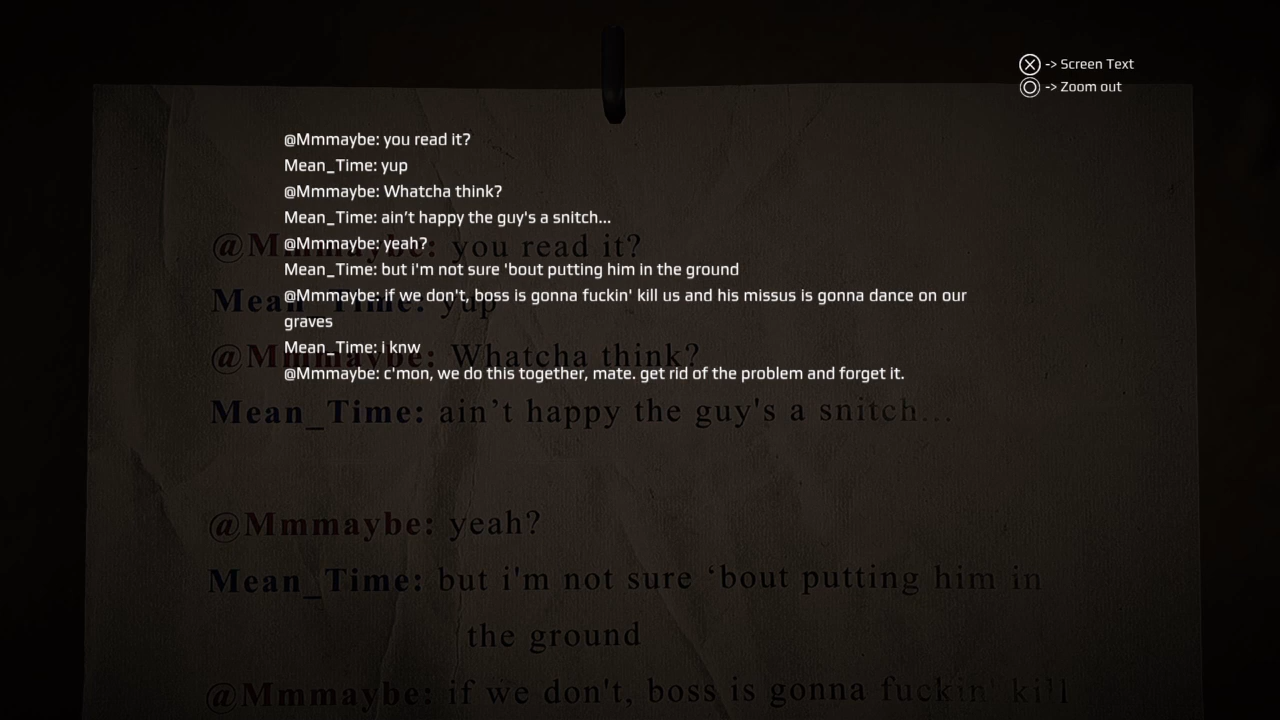 -> Screen Text
-> Zoom out
@Mmmaybe: you read it?
Mean_Time: yup
@Mmmaybe: Whatcha think?
Mean_Time: ain't happy the guy's a snitch...
@Mmmaybe: yeah?
Mean_Time: but i'm not sure 'bout putting him in the ground
@Mmmaybe: if we don't, boss is gonna fuckin' kill us and his missus is gonna dance on our
graves
Mean_Time: i knw
@Mmmaybe: c'mon, we do this together, mate. get rid of the problem and forget it.
@Mmmaybe: you read it?
Mean_Time: yup
@Mmmaybe: Whatcha think?
Mean_Time: ain’t happy the guy's a snitch...
@Mmmaybe: yeah?
Mean_Time: but i'm not sure ‘bout putting him in
the ground
@Mmmaybe: if we don't, boss is gonna fuckin' kill